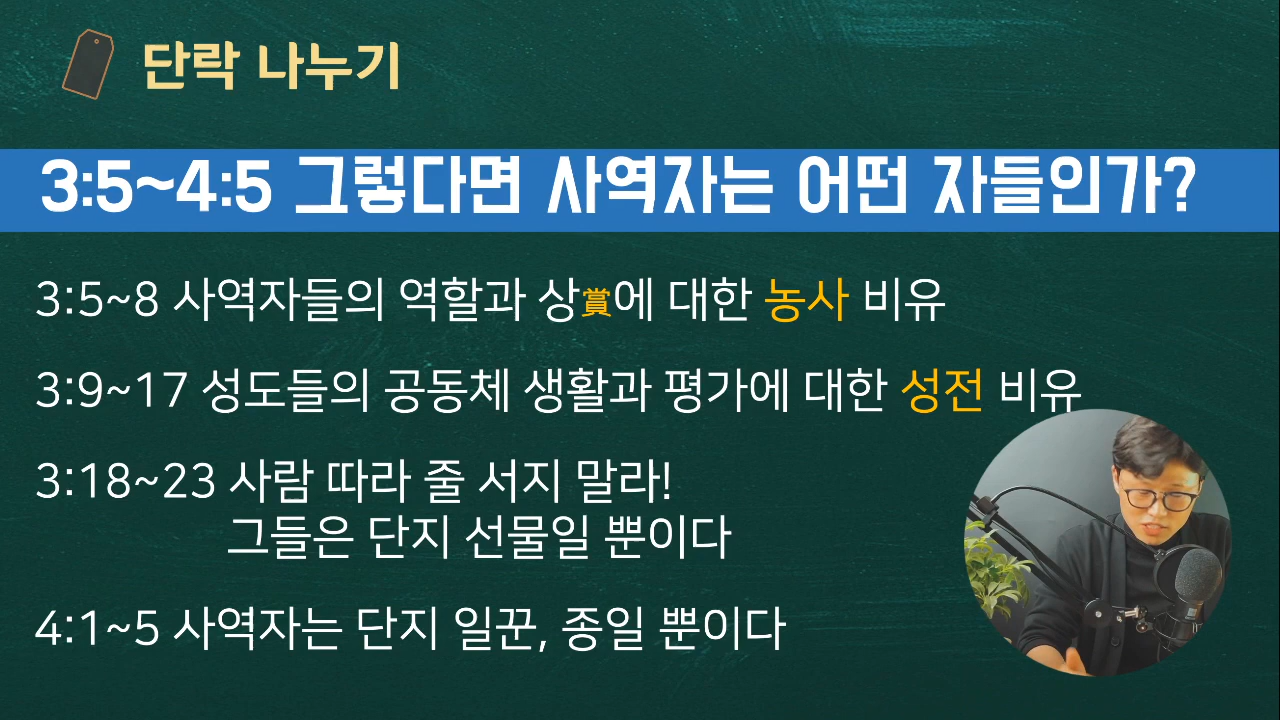 단락 나누기
3:5~4:5 그렇다면 사역자는 어떤 자들인가?
3:5~8 사역자들의 역할과 상賞에 대한 농사 비유
3:9~17 성도들의 공동체 생활과 평가에 대한 성전 비유
3:18~23 사람 따라 줄 서지 말라!
그들은 단지 선물일 뿐이다
4:1~5 사역자는 단지 일꾼, 종일 뿐이다